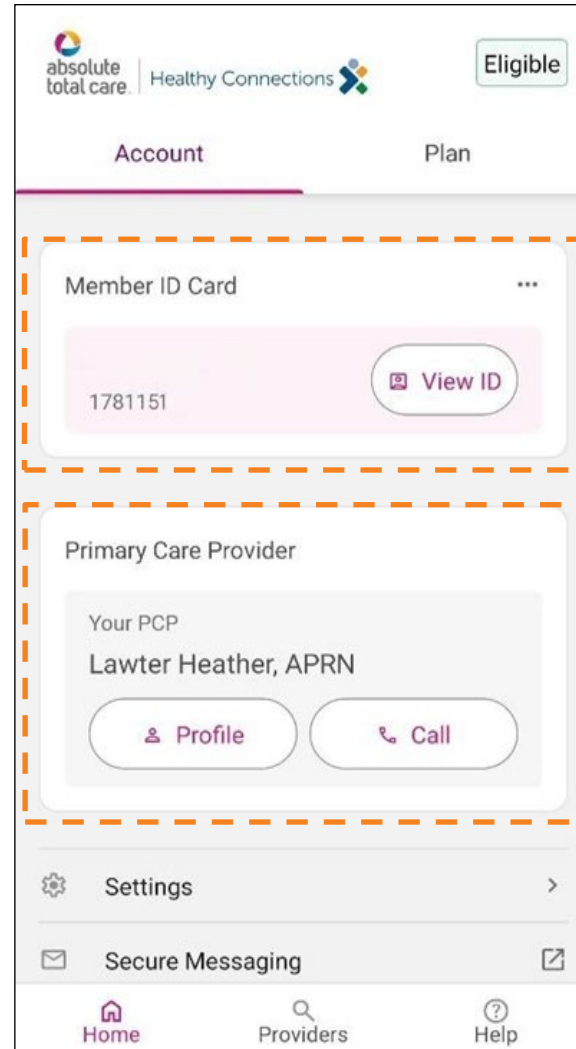 absolute
total care.
Healthy Connections
Eligible
Account
Plan
Member ID Card
...
1781151
View ID
Primary Care Provider
Your PCP
Lawter Heather, APRN
Profile
Call
Settings
Secure Messaging
Home
Providers
Help